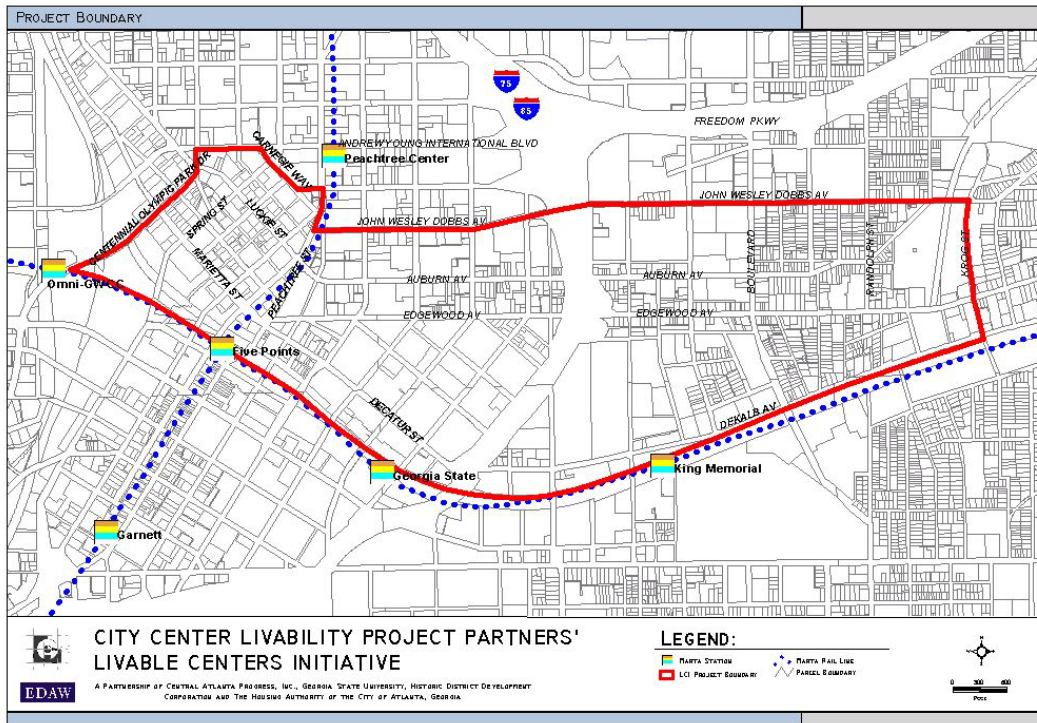 PROJECT BOUNDARY
75
85
FREEDOM PKWY
ANDREW YOUNG INTERNATIONAL BLVD
Peachtree Center
CARNEGIE WAY
CENTENNIAL OLYMPIC PARK DR
SPRING ST
LUCKIE ST
MARIETTA ST
PEACHTREE ST
JOHN WESLEY DOBBS AV
JOHN WESLEY DOBBS AV
AUBURN AV
AUBURN AV
EDGEWOOD AV
EDGEWOOD AV
BOULEVARD
RANDOLPH ST
KROG ST
Omni-GWCC
Five Points
DECATUR ST
DEKALB AV
Georgia State
King Memorial
Garnett
CITY CENTER LIVABILITY PROJECT PARTNERS'
LIVABLE CENTERS INITIATIVE
EDAW
A PARTNERSHIP OF CENTRAL ATLANTA PROGRESS, INC., GEORGIA STATE UNIVERSITY, HISTORIC DISTRICT DEVELOPMENT
CORPORATION AND THE HOUSING AUTHORITY OF THE CITY OF ATLANTA, GEORGIA
LEGEND:
MARTA STATION
MARTA RAIL LINE
LCI PROJECT BOUNDARY
PARCEL BOUNDARY
0 300 600